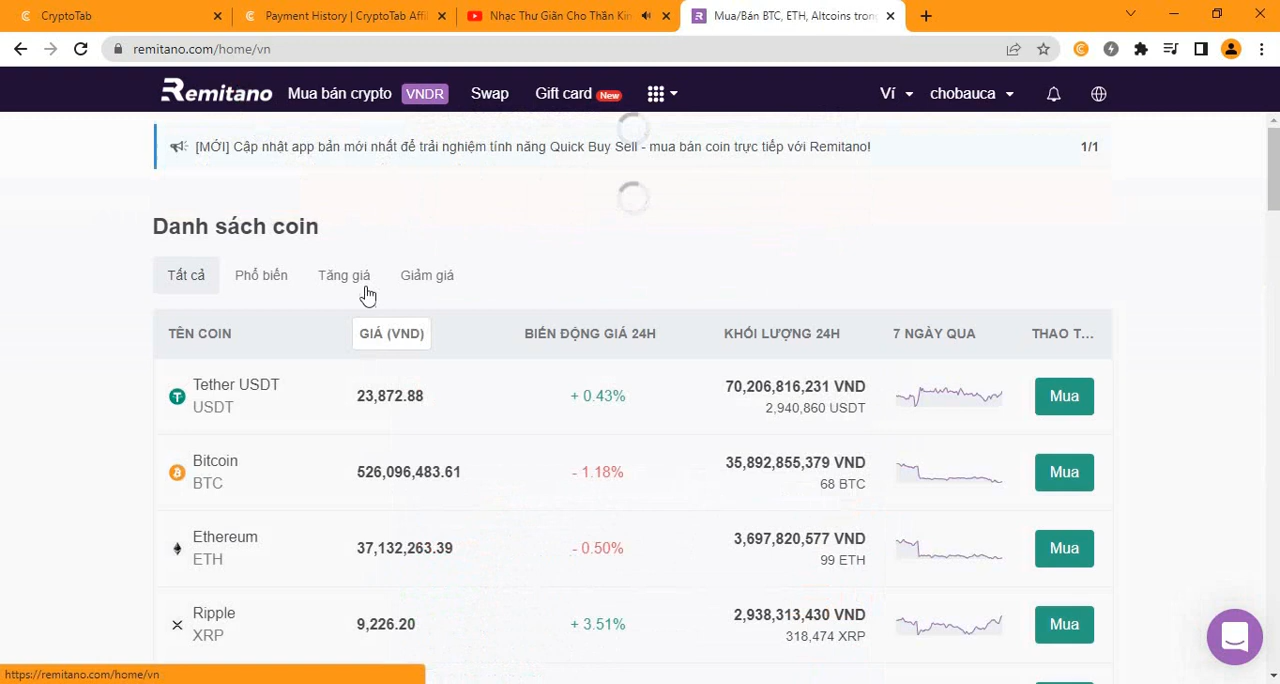 CryptoTab
Payment History | CryptoTab Affil
Nhạc Thư Giãn Cho Thần Kin
Mua/Bán BTC, ETH, Altcoins tron
remitano.com/home/vn
Remitano
Mua bán crypto
VNDR
Swap
Gift card New
Ví
chobauca
[MỚI] Cập nhật app bản mới nhất để trải nghiệm tính năng Quick Buy Sell - mua bán coin trực tiếp với Remitano!
1/1
Danh sách coin
Tất cả Phổ biến Tăng giá Giảm giá
TÊN COIN GIÁ (VND) BIẾN ĐỘNG GIÁ 24H KHỐI LƯỢNG 24H 7 NGÀY QUA THAO T...
Tether USDT
USDT
23,872.88
+ 0.43%
70,206,816,231 VND
2,940,860 USDT
Mua
Bitcoin
BTC
526,096,483.61
- 1.18%
35,892,855,379 VND
68 BTC
Mua
Ethereum
ETH
37,132,263.39
- 0.50%
3,697,820,577 VND
99 ETH
Mua
Ripple
XRP
9,226.20
+ 3.51%
2,938,313,430 VND
318,474 XRP
Mua
https://remitano.com/home/vn